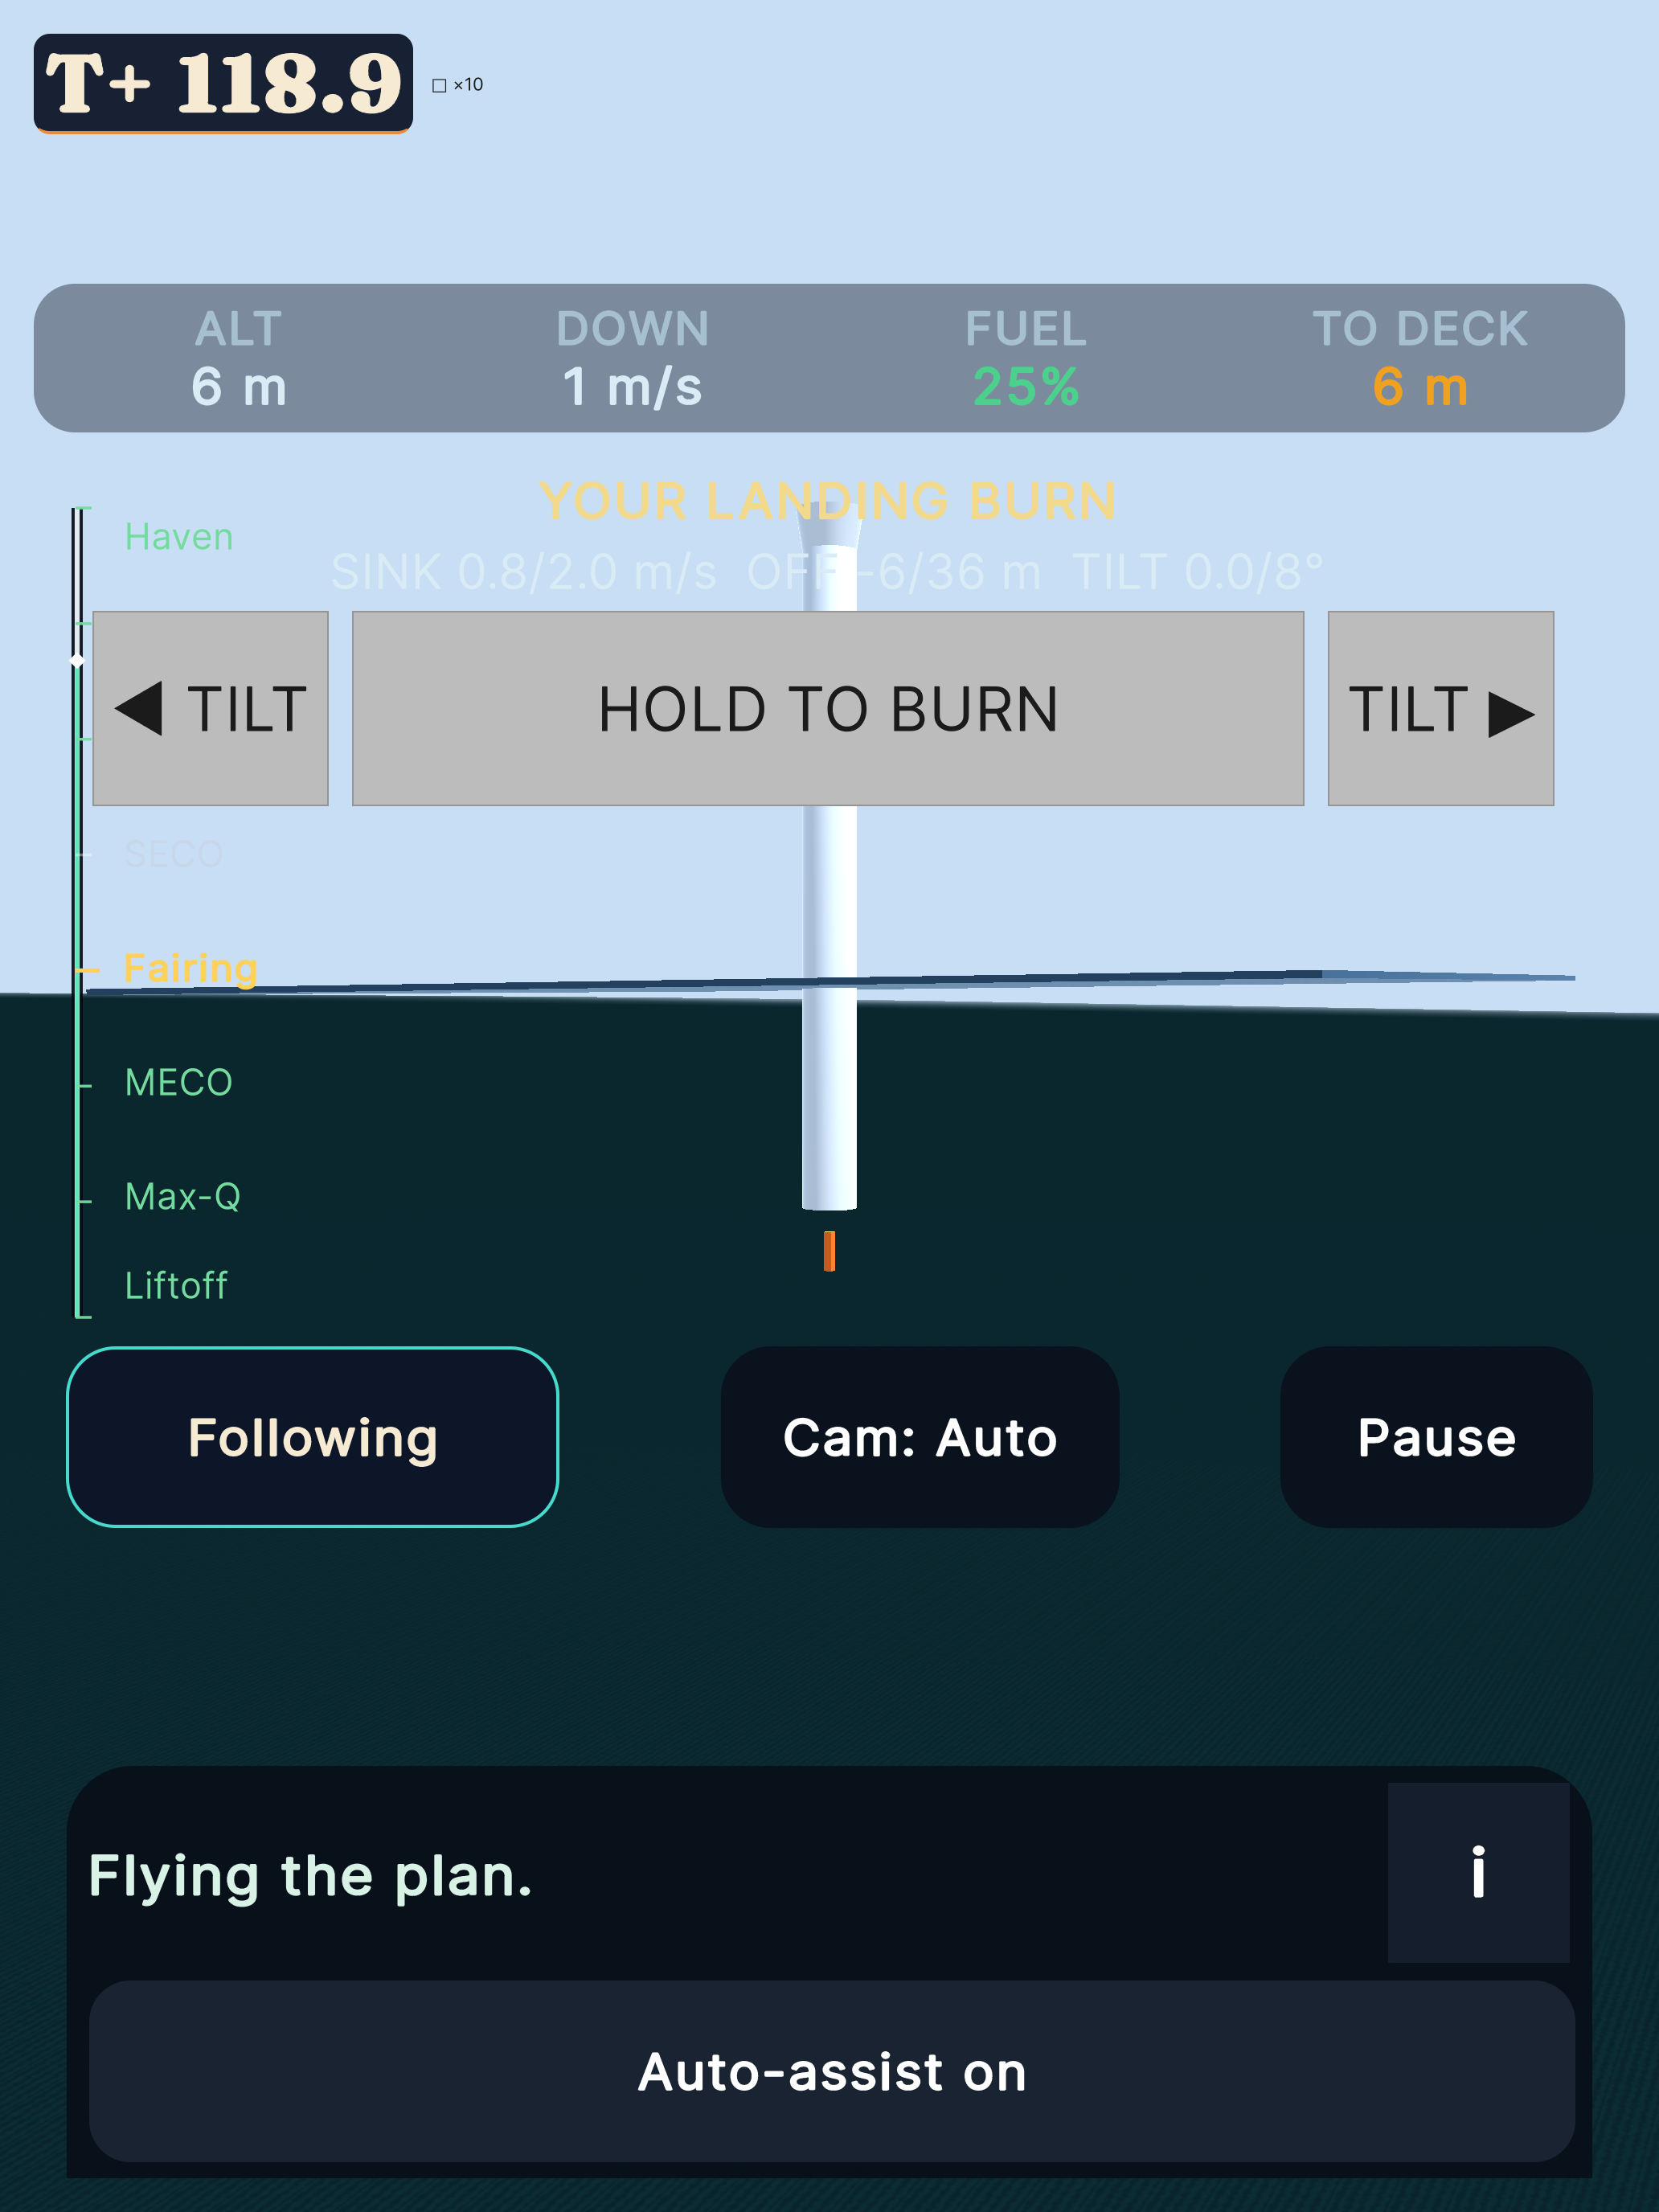 T+ 118.9 □ ×10
ALT DOWN FUEL TO DECK
6 m 1 m/s 25% 6 m
YOUR LANDING BURN
Haven
SINK 0.8/2.0 m/s OFF -6/36 m TILT 0.0/8°
◀ TILT HOLD TO BURN TILT ▶
SECO
Fairing
MECO
Max-Q
Liftoff
Following Cam: Auto Pause
Flying the plan. i
Auto-assist on